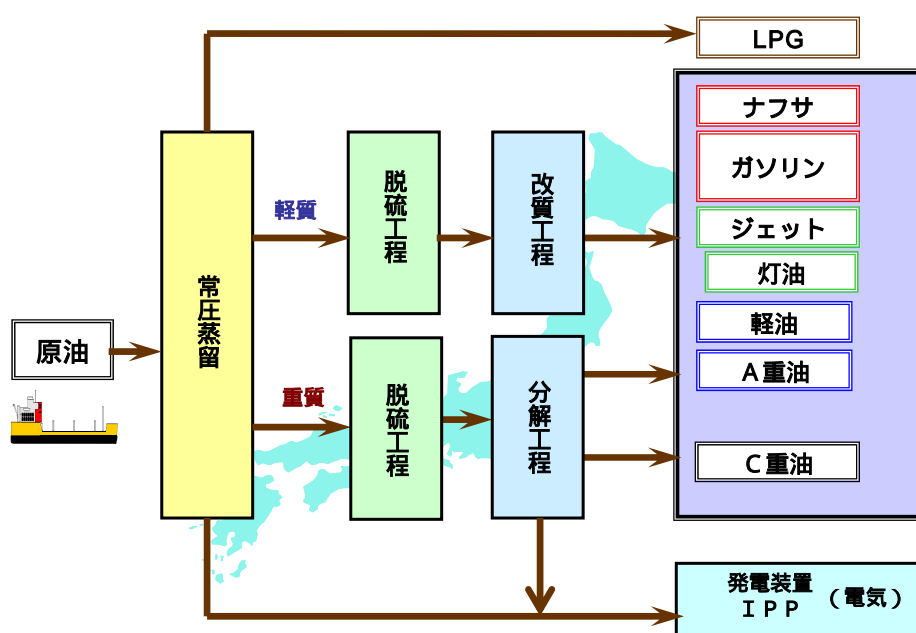 LPG
ナフサ
ガソリン
ジェット
灯油
軽油
A重油
C重油
原油
常圧蒸留
軽質
脱硫工程
改質工程
重質
脱硫工程
分解工程
発電装置
IPP
(電気)